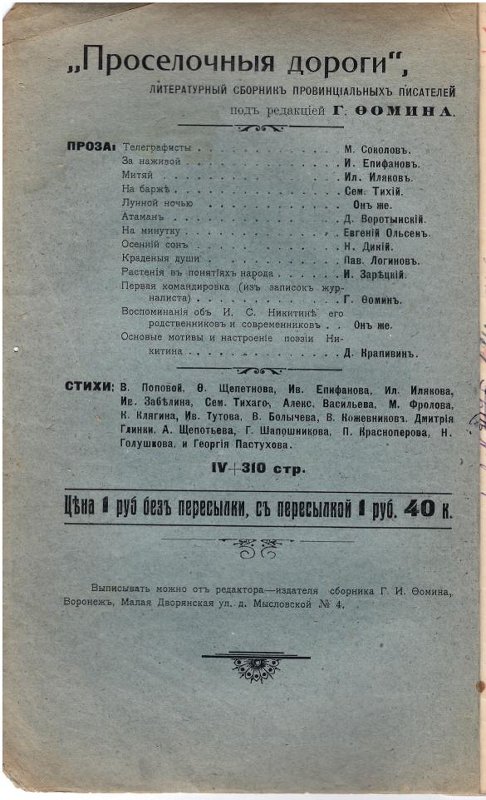 „Проселочныя дороги“,
ЛИТЕРАТУРНЫЙ СБОРНИКЪ ПРОВИНЦІАЛЬНЫХЪ ПИСАТЕЛЕЙ
подъ редакціей Г. ѲОМИНА.
ПРОЗА: Телеграфисты . . . . . . . . . . . . М. Соколовъ.
За наживой . . . . . . . . . . . . И. Епифановъ.
Митяй . . . . . . . . . . . . Ил. Иляковъ.
На баржѣ . . . . . . . . . . . . Сем. Тихій.
Лунной ночью . . . . . . . . . . . . Онъ же.
Атаманъ . . . . . . . . . . . . Д. Воротынскій.
На минутку . . . . . . . . . . . . Евгеній Ольсенъ.
Осенній сонъ . . . . . . . . . . . . Н. Дикій.
Краденыя души . . . . . . . . . . . . Пав. Логиновъ.
Растенія въ понятіяхъ народа . . . . . . И. Зарѣцкій.
Первая командировка (изъ записокъ жур-
налиста) . . . . . . . . . . . . Г. Ѳоминъ.
Воспоминанія объ И. С. Никитинѣ его
родственниковъ и современниковъ . . Онъ же.
Основые мотивы и настроеніе поэзіи Ни-
китина . . . . . . . . . . . . Д. Крапивинъ.
СТИХИ: В. Поповой, Ѳ. Щепетнова, Ив. Епифанова, Ил. Илякова,
Ив. Забѣлина, Сем. Тихаго, Алекс. Васильева, М. Фролова,
К. Клягина, Ив. Тутова, В. Болычева, В. Кожевниковъ, Дмитрія
Глинки, А. Щепотьева, Г. Шапошникова, П. Красноперова, Н.
Голушкова, и Георгія Пастухова.
IV+310 стр.
Цѣна 1 руб безъ пересылки, съ пересылкой 1 руб. 40 к.
Выписывать можно отъ редактора—издателя сборника Г. И. Ѳомина,
Воронежъ, Малая Дворянская ул. д. Мысловской № 4,